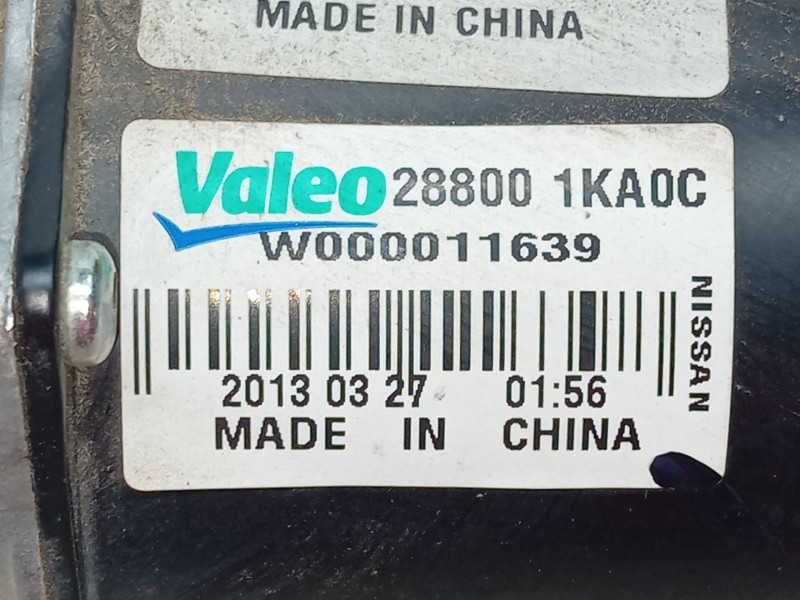 MADE IN CHINA
Valeo 28800 1KA0C
W000011639
NISSAN
2013 03 27 01:56
MADE IN CHINA